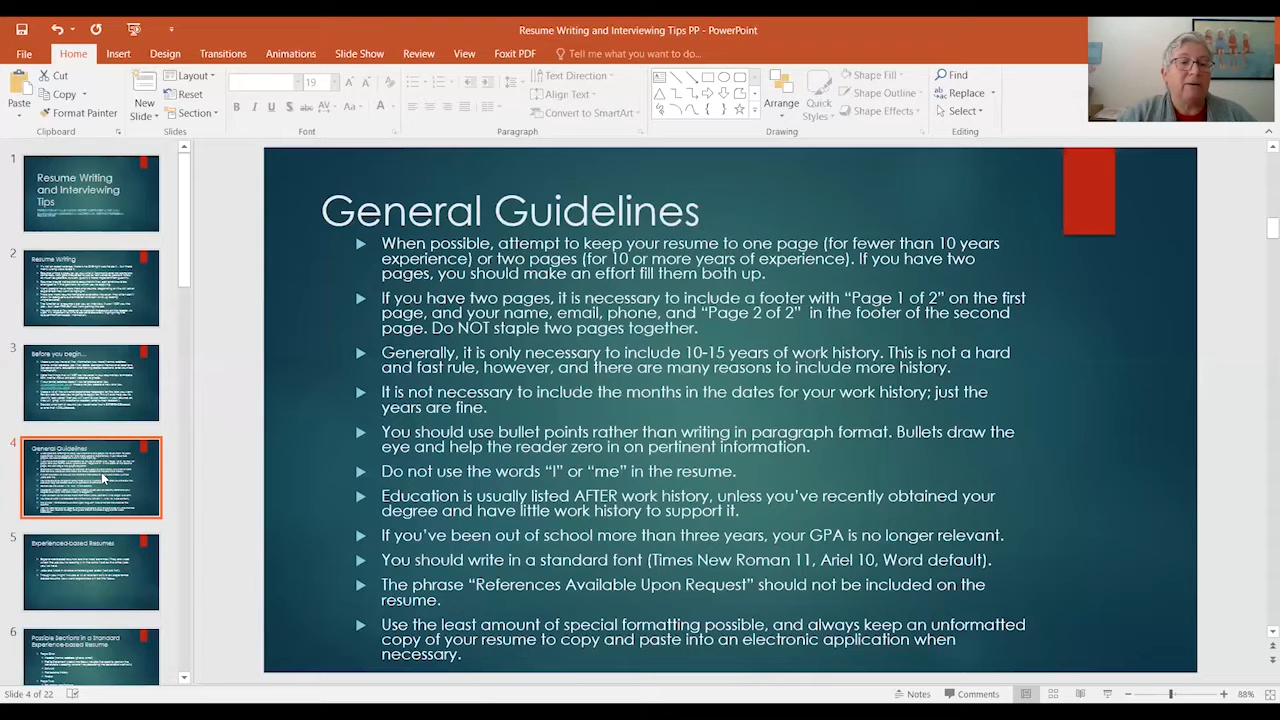 Resume Writing and Interviewing Tips PP - PowerPoint
File Home Insert Design Transitions Animations Slide Show Review View Foxit PDF Tell me what you want to do...
Paste
Cut
Copy
Format Painter
Clipboard
New
Slide
Layout
Reset
Section
Slides
19
B I U S abc AV Aa A
Font
Text Direction
Align Text
Convert to SmartArt
Paragraph
Arrange
Quick
Styles
Shape Fill
Shape Outline
Shape Effects
Drawing
Find
Replace
Select
Editing
1
Resume Writing
and Interviewing
Tips
2
Resume Writing
3
Before you begin...
4
General Guidelines
5
Experienced-based Resumes
6
Possible Sections in a Standard
Experience-based Resume
General Guidelines
When possible, attempt to keep your resume to one page (for fewer than 10 years
experience) or two pages (for 10 or more years of experience). If you have two
pages, you should make an effort fill them both up.
If you have two pages, it is necessary to include a footer with “Page 1 of 2” on the first
page, and your name, email, phone, and “Page 2 of 2” in the footer of the second
page. Do NOT staple two pages together.
Generally, it is only necessary to include 10-15 years of work history. This is not a hard
and fast rule, however, and there are many reasons to include more history.
It is not necessary to include the months in the dates for your work history; just the
years are fine.
You should use bullet points rather than writing in paragraph format. Bullets draw the
eye and help the reader zero in on pertinent information.
Do not use the words “I” or “me” in the resume.
Education is usually listed AFTER work history, unless you’ve recently obtained your
degree and have little work history to support it.
If you’ve been out of school more than three years, your GPA is no longer relevant.
You should write in a standard font (Times New Roman 11, Ariel 10, Word default).
The phrase “References Available Upon Request” should not be included on the
resume.
Use the least amount of special formatting possible, and always keep an unformatted
copy of your resume to copy and paste into an electronic application when
necessary.
Slide 4 of 22
Notes
Comments
88%